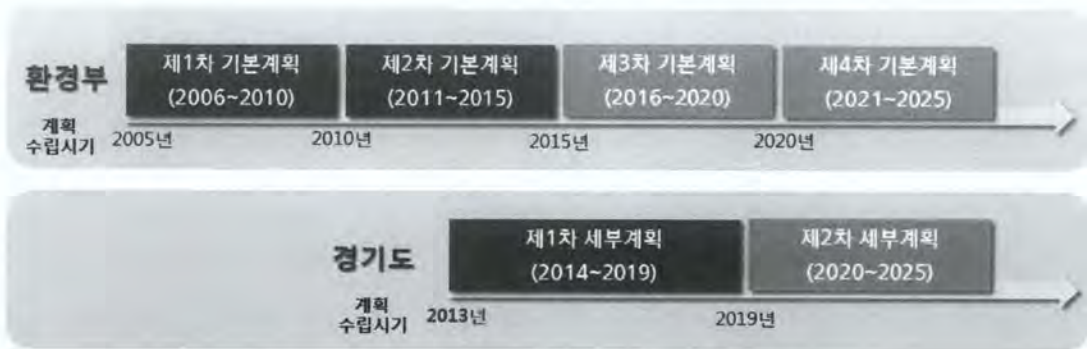 환경부
제1차 기본계획
(2006~2010)
제2차 기본계획
(2011~2015)
제3차 기본계획
(2016~2020)
제4차 기본계획
(2021~2025)
계획
수립시기
2005년
2010년
2015년
2020년
경기도
제1차 세부계획
(2014~2019)
제2차 세부계획
(2020~2025)
계획
수립시기
2013년
2019년